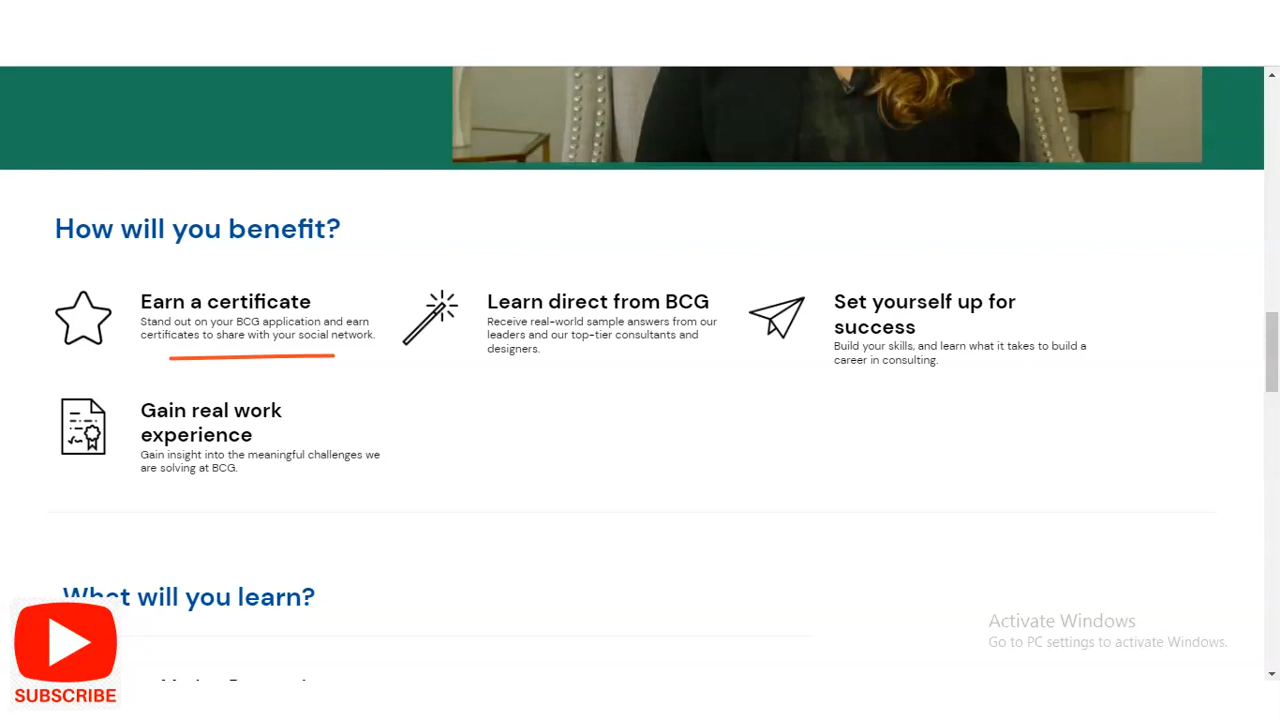 How will you benefit?
Earn a certificate
Stand out on your BCG application and earn
certificates to share with your social network.
Learn direct from BCG
Receive real-world sample answers from our
leaders and our top-tier consultants and
designers.
Set yourself up for
success
Build your skills, and learn what it takes to build a
career in consulting.
Gain real work
experience
Gain insight into the meaningful challenges we
are solving at BCG.
What will you learn?
Activate Windows
Go to PC settings to activate Windows.
SUBSCRIBE